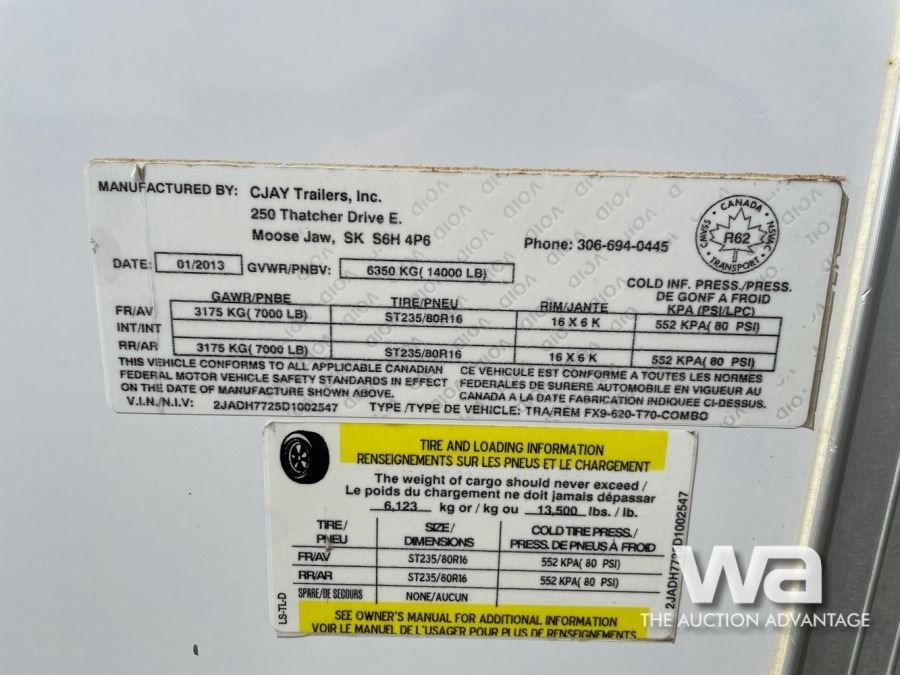 MANUFACTURED BY: CJAY Trailers, Inc.
250 Thatcher Drive E.
Moose Jaw, SK S6H 4P6
Phone: 306-694-0445
CANADA
CMVSS R62 NSVAC
TRANSPORT
DATE: 01/2013 GVWR/PNBV: 6350 KG( 14000 LB)
COLD INF. PRESS./PRESS.
DE GONF A FROID
GAWR/PNBE TIRE/PNEU RIM/JANTE KPA (PSI/LPC)
FR/AV 3175 KG( 7000 LB) ST235/80R16 16 X 6 K 552 KPA( 80 PSI)
INT/INT
RR/AR 3175 KG( 7000 LB) ST235/80R16 16 X 6 K 552 KPA( 80 PSI)
THIS VEHICLE CONFORMS TO ALL APPLICABLE CANADIAN
FEDERAL MOTOR VEHICLE SAFETY STANDARDS IN EFFECT
ON THE DATE OF MANUFACTURE SHOWN ABOVE.
CE VEHICULE EST CONFORME A TOUTES LES NORMES
FEDERALES DE SURERE AUTOMOBILE EN VIGUEUR AU
CANADA A LA DATE FABRICATION INDIQUEE CI-DESSUS.
V.I.N./N.I.V: 2JADH7725D1002547 TYPE /TYPE DE VEHICLE: TRA/REM FX9-620-T70-COMBO
VOID VOID VOID VOID
TIRE AND LOADING INFORMATION
RENSEIGNEMENTS SUR LES PNEUS ET LE CHARGEMENT
The weight of cargo should never exceed /
Le poids du chargement ne doit jamais dépassar
6,123 kg or / kg ou 13,500 lbs. / lb.
TIRE/ SIZE/ COLD TIRE PRESS./
PNEU DIMENSIONS PRESS. DE PNEUS À FROID
FR/AV ST235/80R16 552 KPA( 80 PSI)
RR/AR ST235/80R16 552 KPA( 80 PSI)
SPARE/DE SECOURS NONE/AUCUN
SEE OWNER'S MANUAL FOR ADDITIONAL INFORMATION
VOIR LE MANUEL DE L'USAGER POUR PLUS DE RENSEIGNEMENTS
LS-TL-D
2JADH7725D1002547
wa
THE AUCTION ADVANTAGE